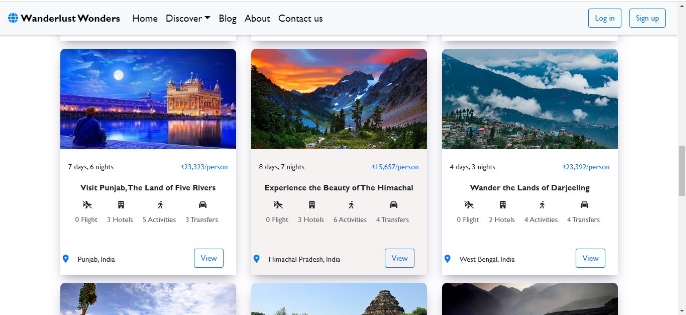 Wanderlust Wonders Home Discover Blog About Contact us Log in Sign up
7 days, 6 nights ₹23,323/person
Visit Punjab, The Land of Five Rivers
0 Flight 3 Hotels 5 Activities 3 Transfers
Punjab, India View
8 days, 7 nights ₹15,657/person
Experience the Beauty of The Himachal
0 Flight 3 Hotels 6 Activities 4 Transfers
Himachal Pradesh, India View
4 days, 3 nights ₹23,392/person
Wander the Lands of Darjeeling
0 Flight 2 Hotels 4 Activities 4 Transfers
West Bengal, India View